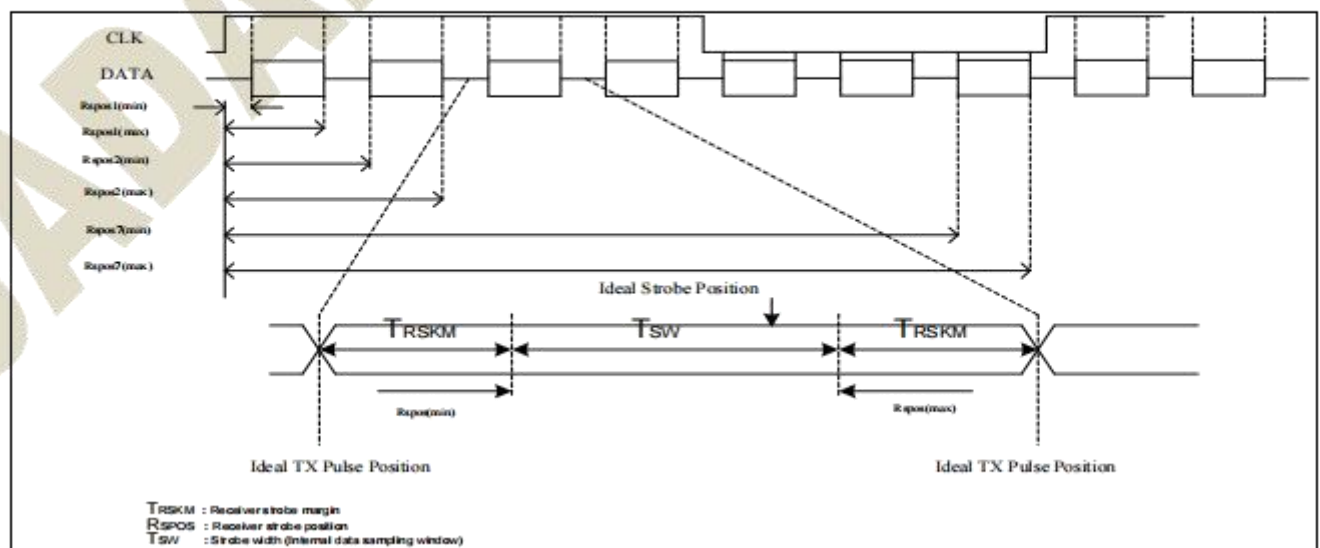 CLK
DATA
Rspos1(min)
Rspos1(max)
Rspos2(min)
Rspos2(max)
Rspos7(min)
Rspos7(max)
Ideal Strobe Position
TRSKM
TSW
TRSKM
Rspos(min)
Rspos(max)
Ideal TX Pulse Position
Ideal TX Pulse Position
TRSKM : Receiver strobe margin
RSPOS : Receiver strobe position
TSW : Strobe width (Internal data sampling window)